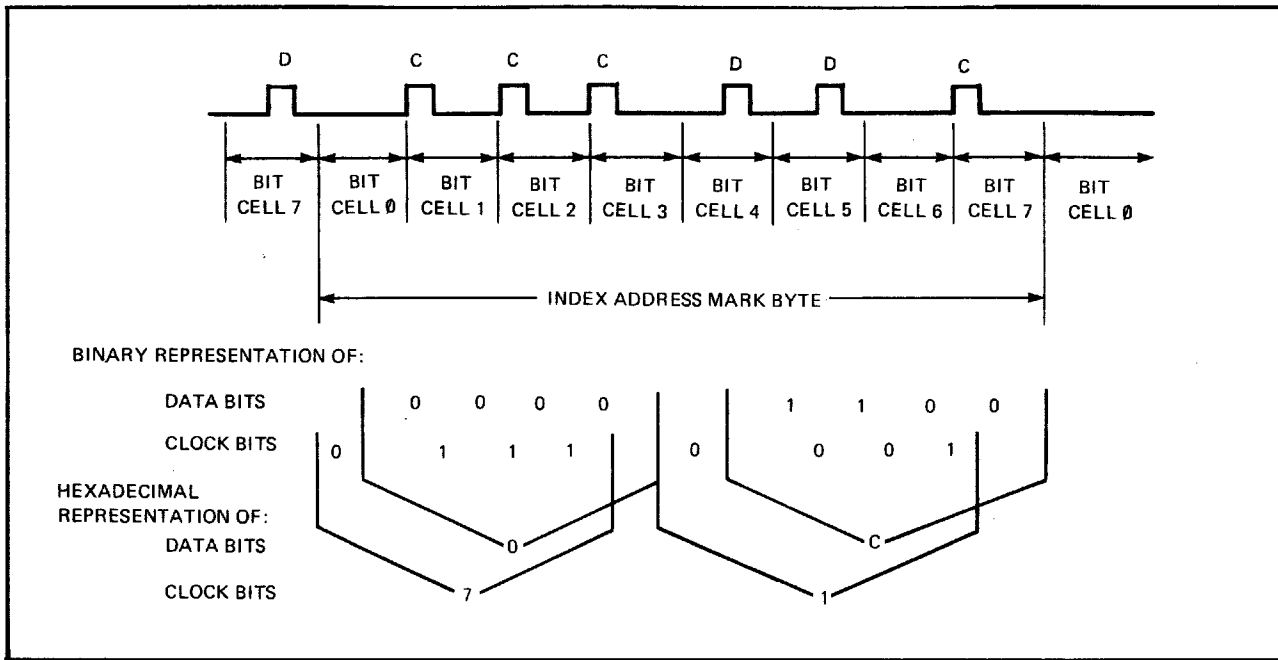 D C C C D D C
BIT CELL 7 BIT CELL 0 BIT CELL 1 BIT CELL 2 BIT CELL 3 BIT CELL 4 BIT CELL 5 BIT CELL 6 BIT CELL 7 BIT CELL 0
INDEX ADDRESS MARK BYTE
BINARY REPRESENTATION OF:
DATA BITS 0 0 0 0 1 1 0 0
CLOCK BITS 0 1 1 1 0 0 0 1
HEXADECIMAL
REPRESENTATION OF:
DATA BITS 0 C
CLOCK BITS 7 1